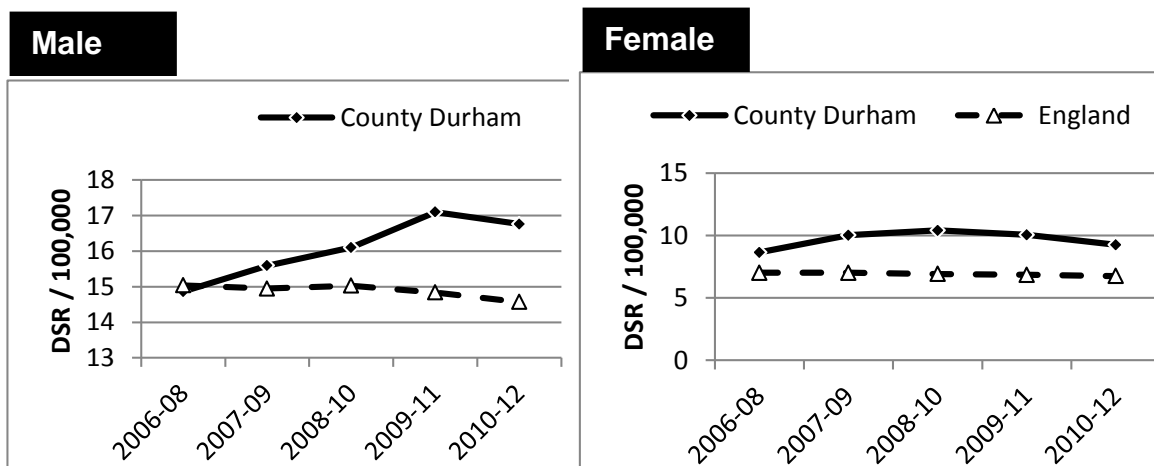 Male
County Durham
DSR / 100,000
18
17
16
15
14
13
2006-08
2007-09
2008-10
2009-11
2010-12
Female
County Durham
England
DSR / 100,000
15
10
5
0
2006-08
2007-09
2008-10
2009-11
2010-12